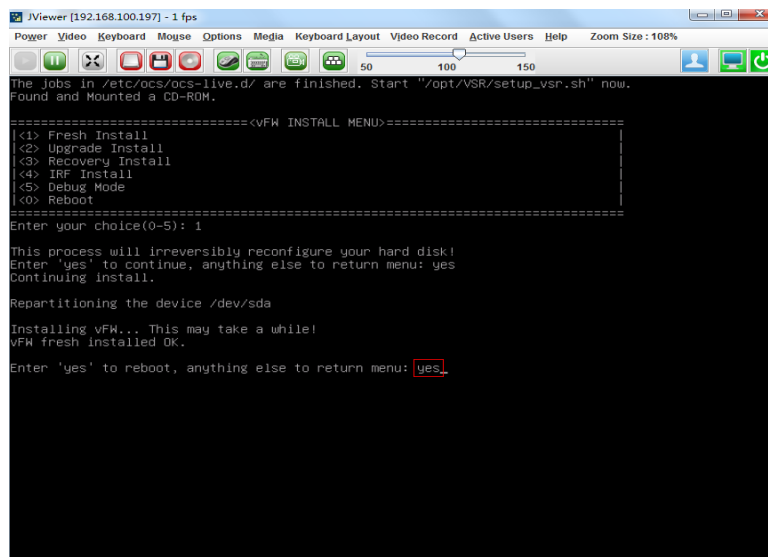 JViewer [192.168.100.197] - 1 fps
Power Video Keyboard Mouse Options Media Keyboard Layout Video Record Active Users Help Zoom Size : 108%
50 100 150
The jobs in /etc/ocs/ocs-live.d/ are finished. Start "/opt/VSR/setup_vsr.sh" now.
Found and Mounted a CD-ROM.
===============================<vFW INSTALL MENU>===============================
|<1> Fresh Install |
|<2> Upgrade Install |
|<3> Recovery Install |
|<4> IRF Install |
|<5> Debug Mode |
|<0> Reboot |
================================================================================
Enter your choice(0-5): 1
This process will irreversibly reconfigure your hard disk!
Enter 'yes' to continue, anything else to return menu: yes
Continuing install.
Repartitioning the device /dev/sda
Installing vFW... This may take a while!
vFW fresh installed OK.
Enter 'yes' to reboot, anything else to return menu: yes_